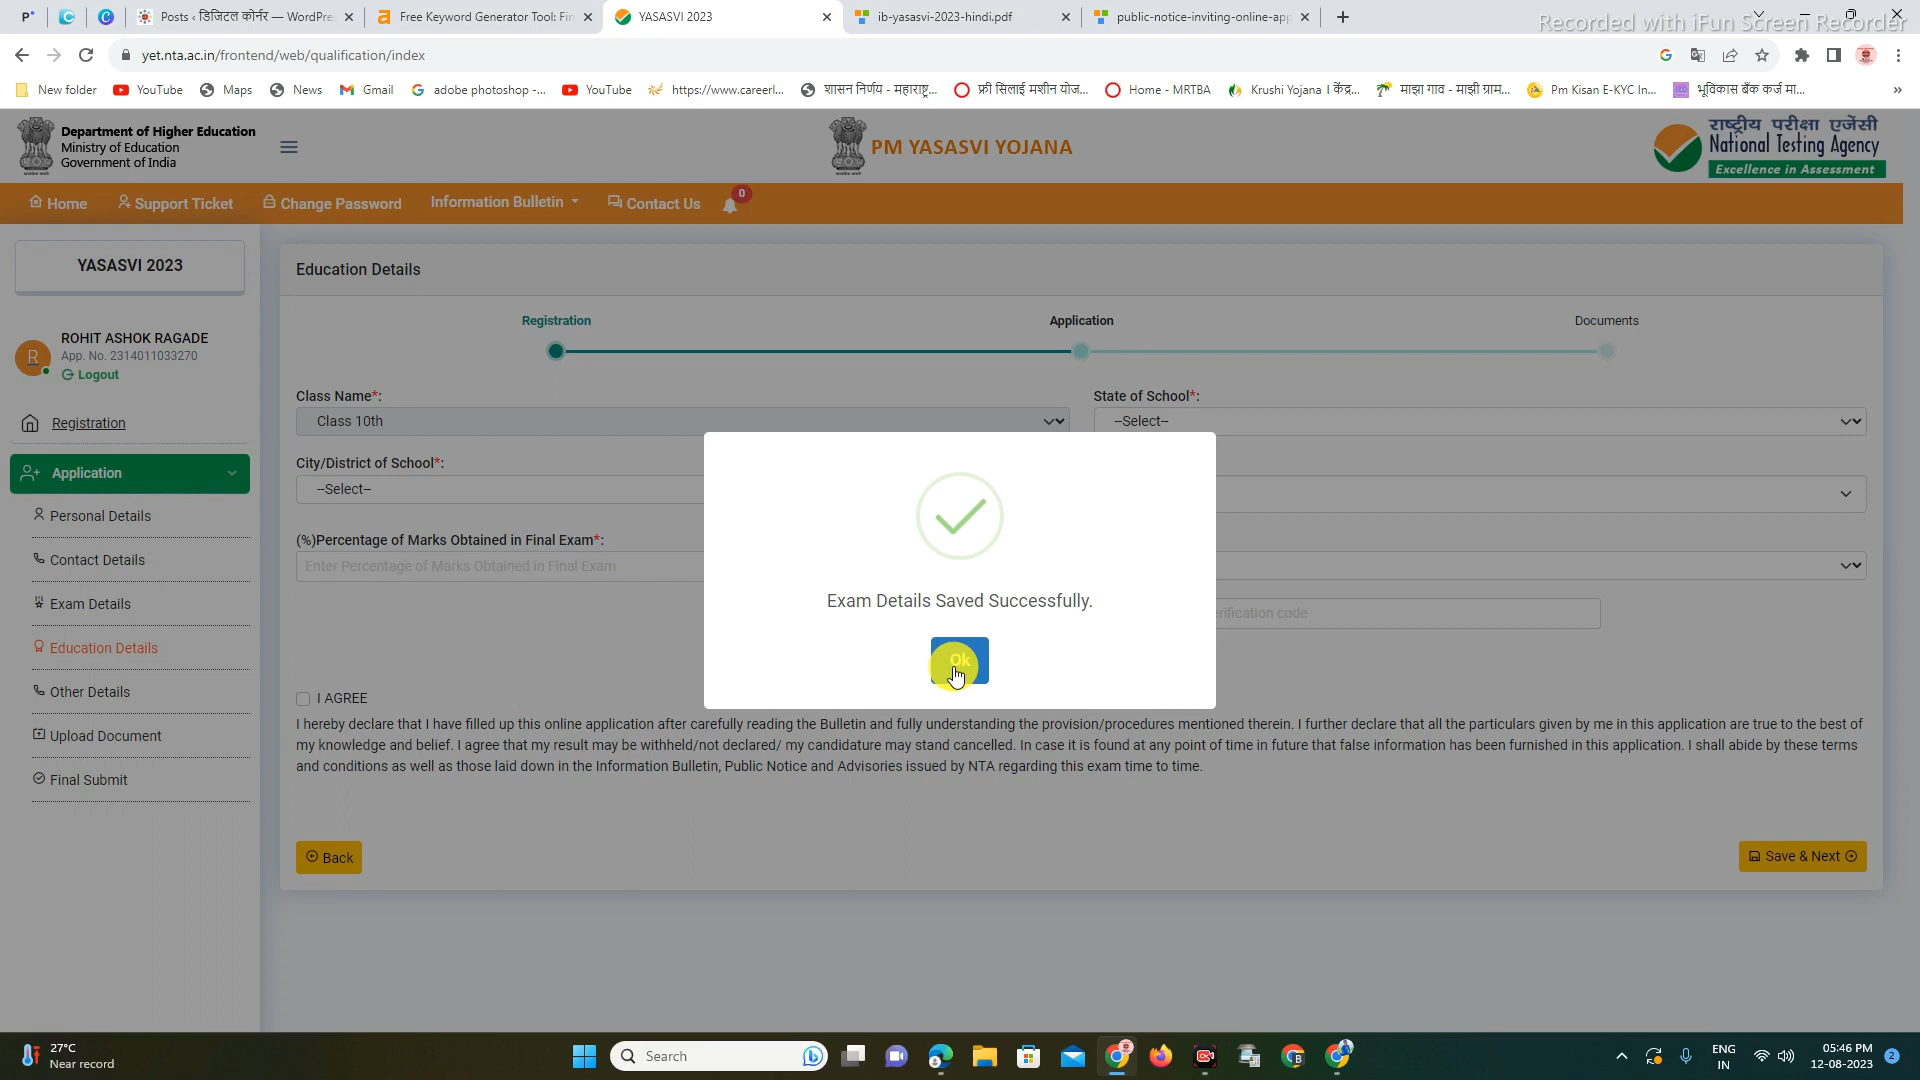 Recorded with iFun Screen Recorder
Posts ‹ डिजिटल कोर्नर — WordPre
Free Keyword Generator Tool: Fin
YASASVI 2023
ib-yasasvi-2023-hindi.pdf
public-notice-inviting-online-app
yet.nta.ac.in/frontend/web/qualification/index
New folder
YouTube
Maps
News
Gmail
adobe photoshop -...
YouTube
https://www.careerl...
शासन निर्णय - महाराष्ट्र...
फ्री सिलाई मशीन योज...
Home - MRTBA
Krushi Yojana । केंद्र...
माझा गाव - माझी ग्राम...
Pm Kisan E-KYC In...
भूविकास बँक कर्ज मा...
Department of Higher Education
Ministry of Education
Government of India
PM YASASVI YOJANA
राष्ट्रीय परीक्षा एजेंसी
National Testing Agency
Excellence in Assessment
Home
Support Ticket
Change Password
Information Bulletin
Contact Us
0
YASASVI 2023
R
ROHIT ASHOK RAGADE
App. No. 2314011033270
Logout
Registration
Application
Personal Details
Contact Details
Exam Details
Education Details
Other Details
Upload Document
Final Submit
Education Details
Registration
Application
Documents
Class Name*:
Class 10th
State of School*:
--Select--
City/District of School*:
--Select--
(%)Percentage of Marks Obtained in Final Exam*:
Enter Percentage of Marks Obtained in Final Exam
erification code
Exam Details Saved Successfully.
Ok
I AGREE
I hereby declare that I have filled up this online application after carefully reading the Bulletin and fully understanding the provision/procedures mentioned therein. I further declare that all the particulars given by me in this application are true to the best of
my knowledge and belief. I agree that my result may be withheld/not declared/ my candidature may stand cancelled. In case it is found at any point of time in future that false information has been furnished in this application. I shall abide by these terms
and conditions as well as those laid down in the Information Bulletin, Public Notice and Advisories issued by NTA regarding this exam time to time.
Back
Save & Next
27°C
Near record
Search
ENG
IN
05:46 PM
12-08-2023
2